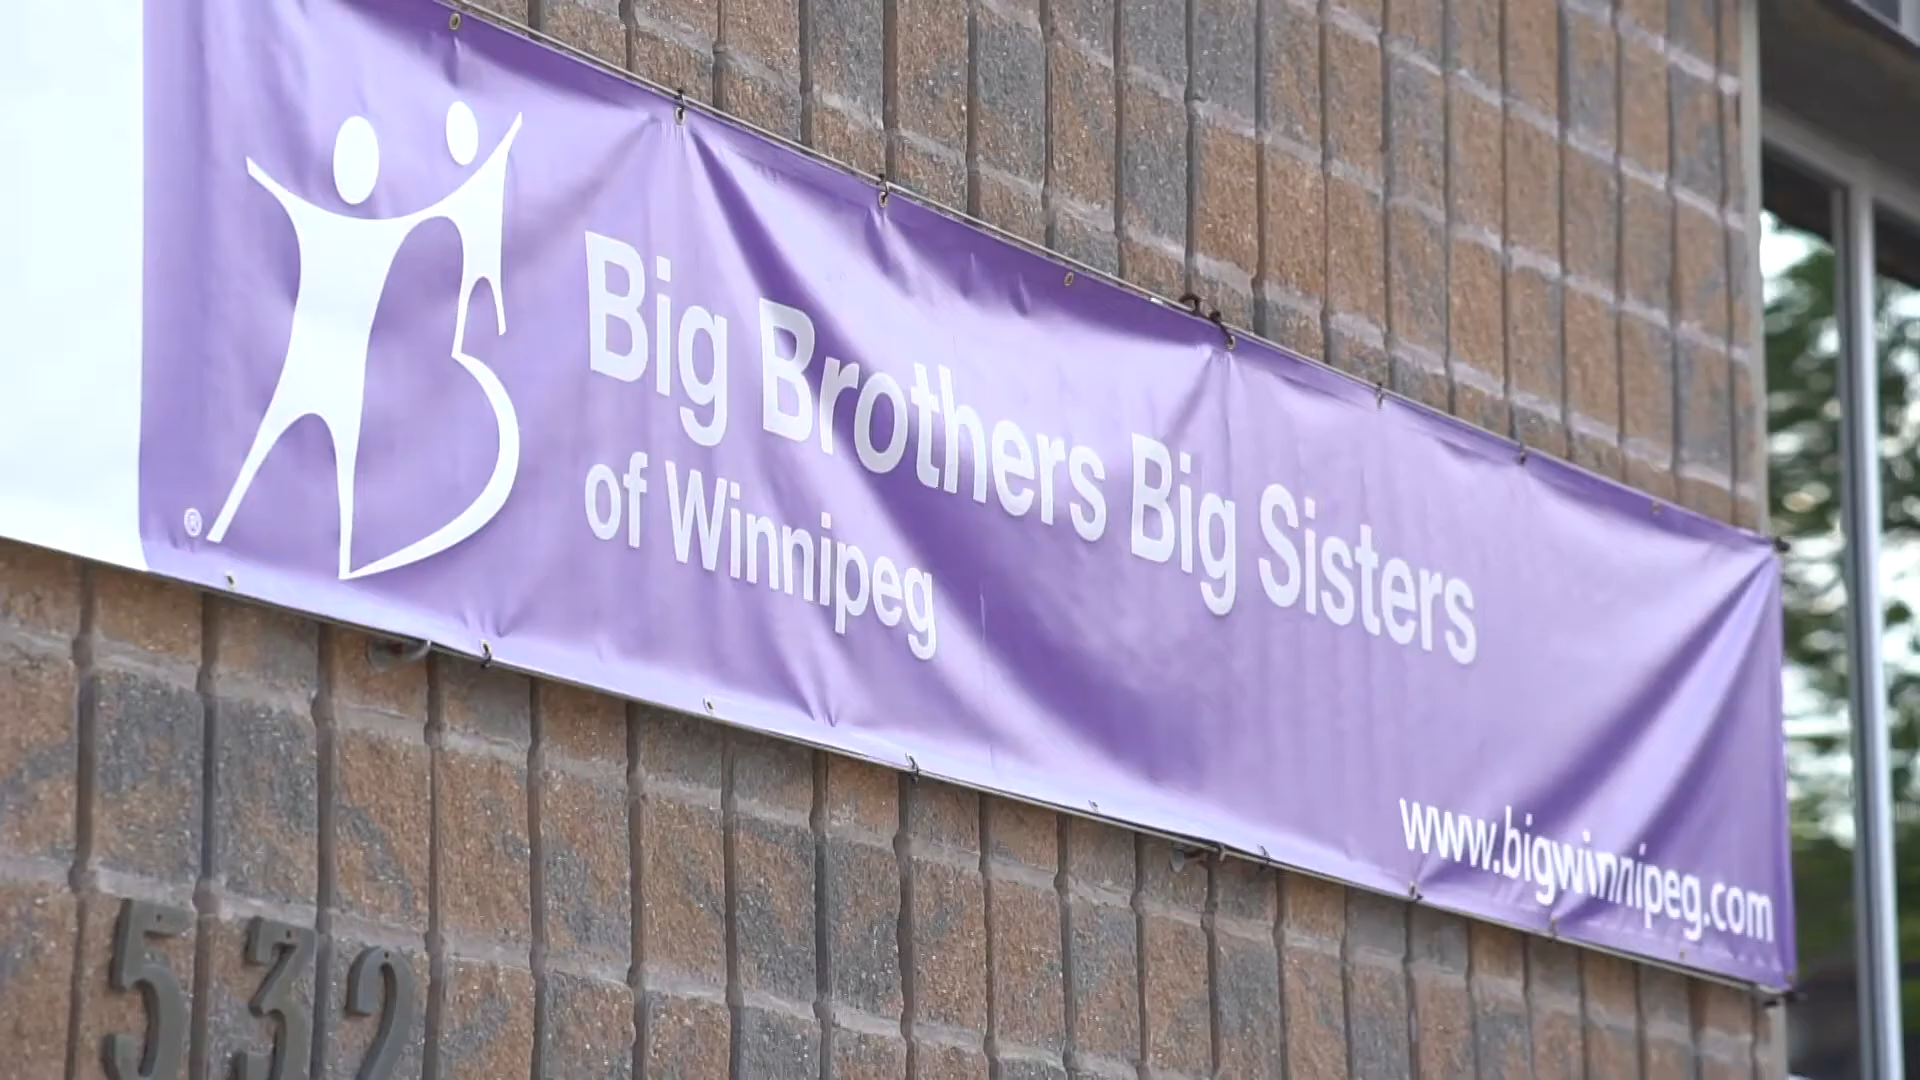 Big Brothers Big Sisters
of Winnipeg
®
www.bigwinnipeg.com
532